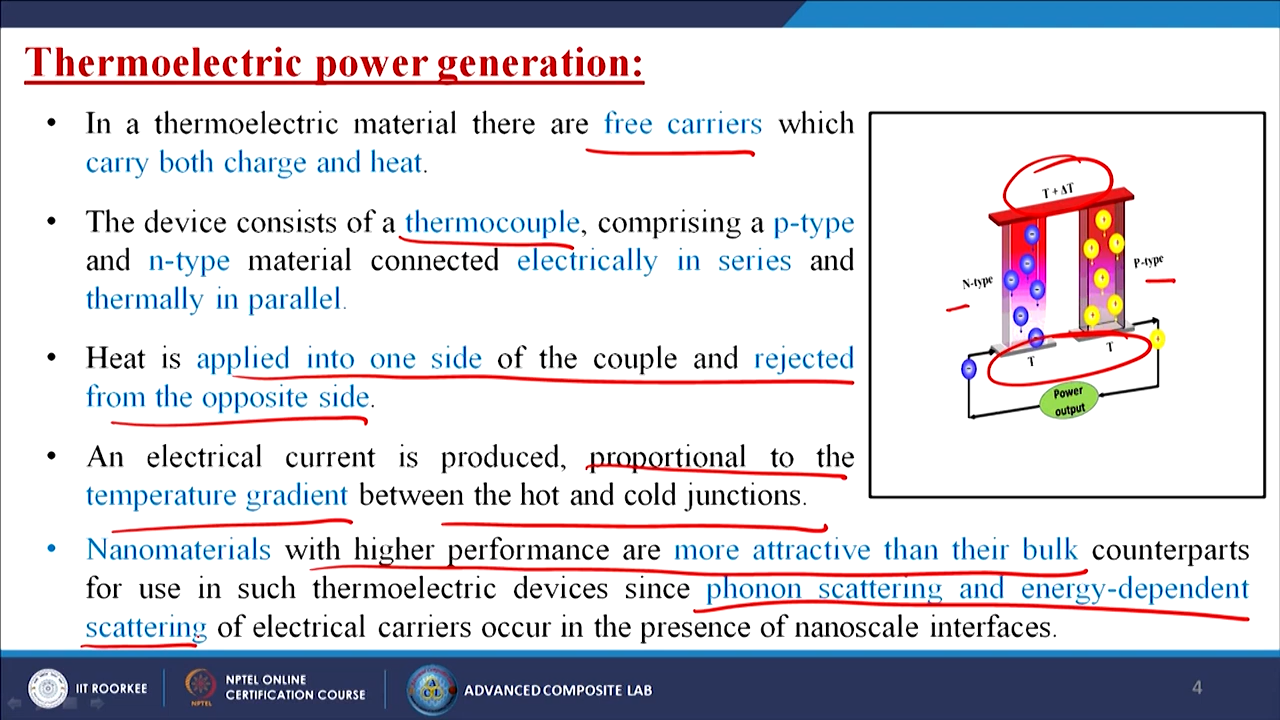 Thermoelectric power generation:
• In a thermoelectric material there are free carriers which
carry both charge and heat.
• The device consists of a thermocouple, comprising a p-type
and n-type material connected electrically in series and
thermally in parallel.
• Heat is applied into one side of the couple and rejected
from the opposite side.
• An electrical current is produced, proportional to the
temperature gradient between the hot and cold junctions.
• Nanomaterials with higher performance are more attractive than their bulk counterparts
for use in such thermoelectric devices since phonon scattering and energy-dependent
scattering of electrical carriers occur in the presence of nanoscale interfaces.
T + ΔT
N-type
P-type
T
T
Power
output
IIT ROORKEE
NPTEL
NPTEL ONLINE
CERTIFICATION COURSE
ACL
ADVANCED COMPOSITE LAB
4